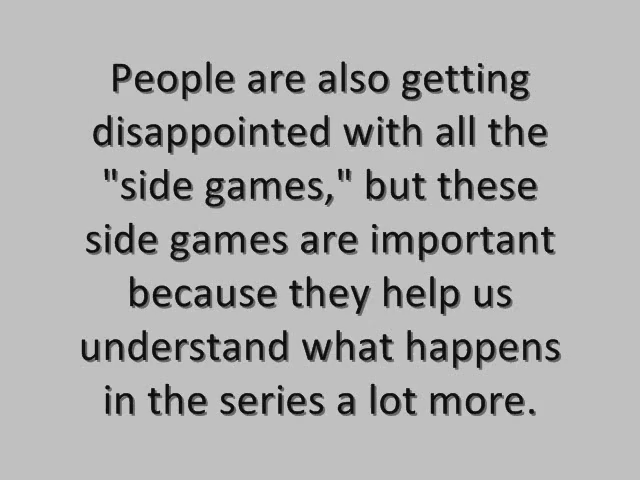 People are also getting
disappointed with all the
"side games," but these
side games are important
because they help us
understand what happens
in the series a lot more.